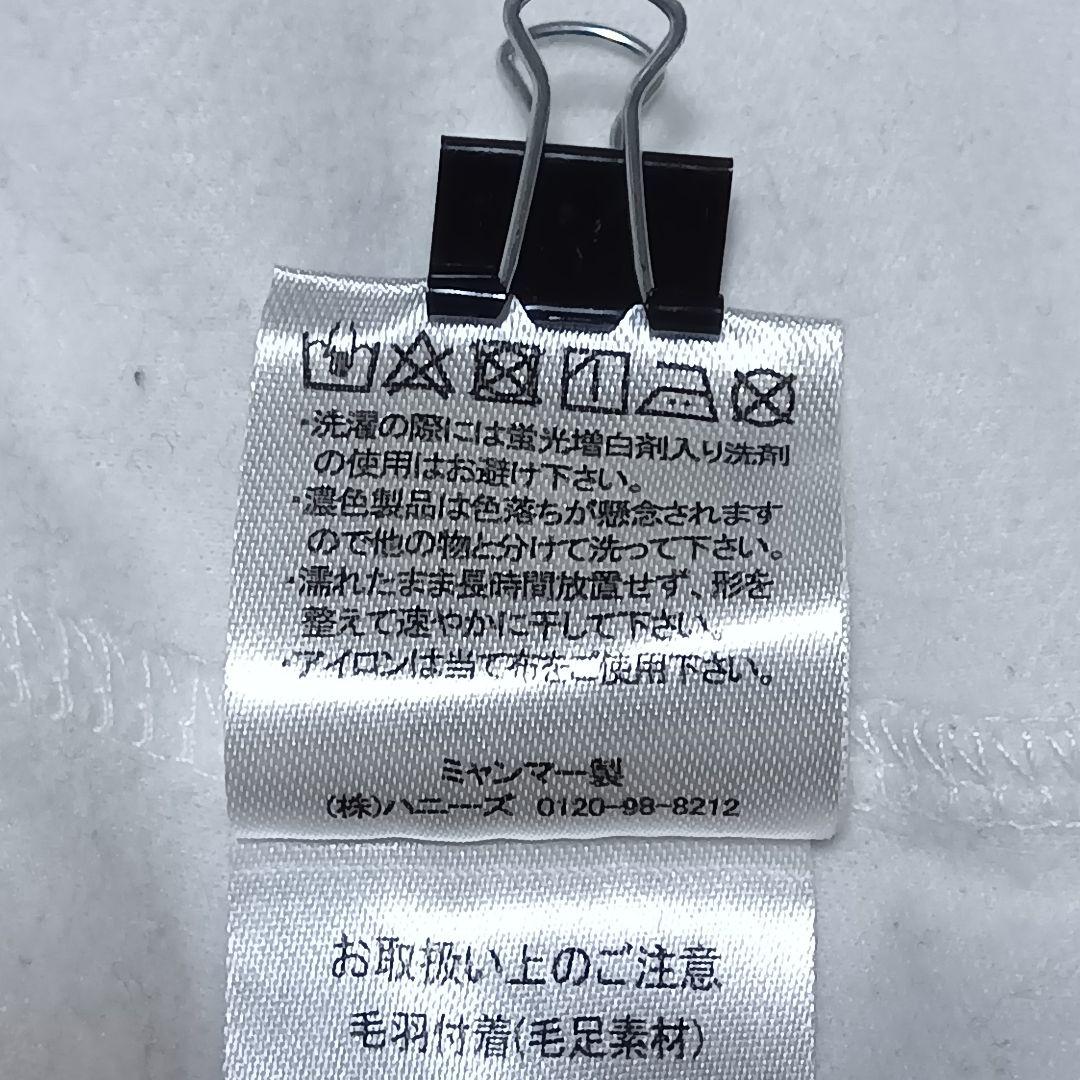 ・洗濯の際には蛍光増白剤入り洗剤
の使用はお避け下さい。
・濃色製品は色落ちが懸念されます
ので他の物と分けて洗って下さい。
・濡れたまま長時間放置せず、形を
整えて速やかに干して下さい。
・アイロンは当て布をご使用下さい。
ミャンマー製
(株)ハニーズ 0120-98-8212
お取扱い上のご注意
毛羽付着(毛足素材)